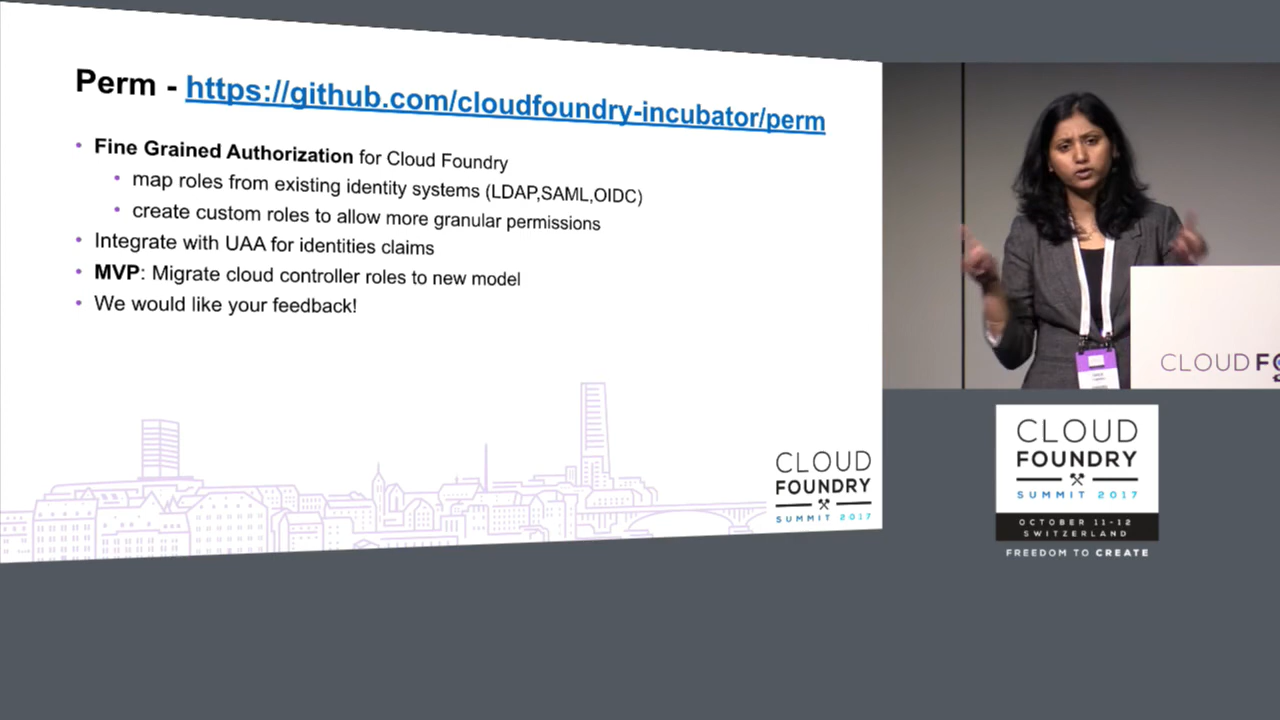 Perm - https://github.com/cloudfoundry-incubator/perm
• Fine Grained Authorization for Cloud Foundry
• map roles from existing identity systems (LDAP,SAML,OIDC)
• create custom roles to allow more granular permissions
• Integrate with UAA for identities claims
• MVP: Migrate cloud controller roles to new model
• We would like your feedback!
CLOUD
FOUNDRY
SUMMIT 2017
CLOUD FO
CLOUD
FOUNDRY
SUMMIT 2017
OCTOBER 11-12
SWITZERLAND
FREEDOM TO CREATE